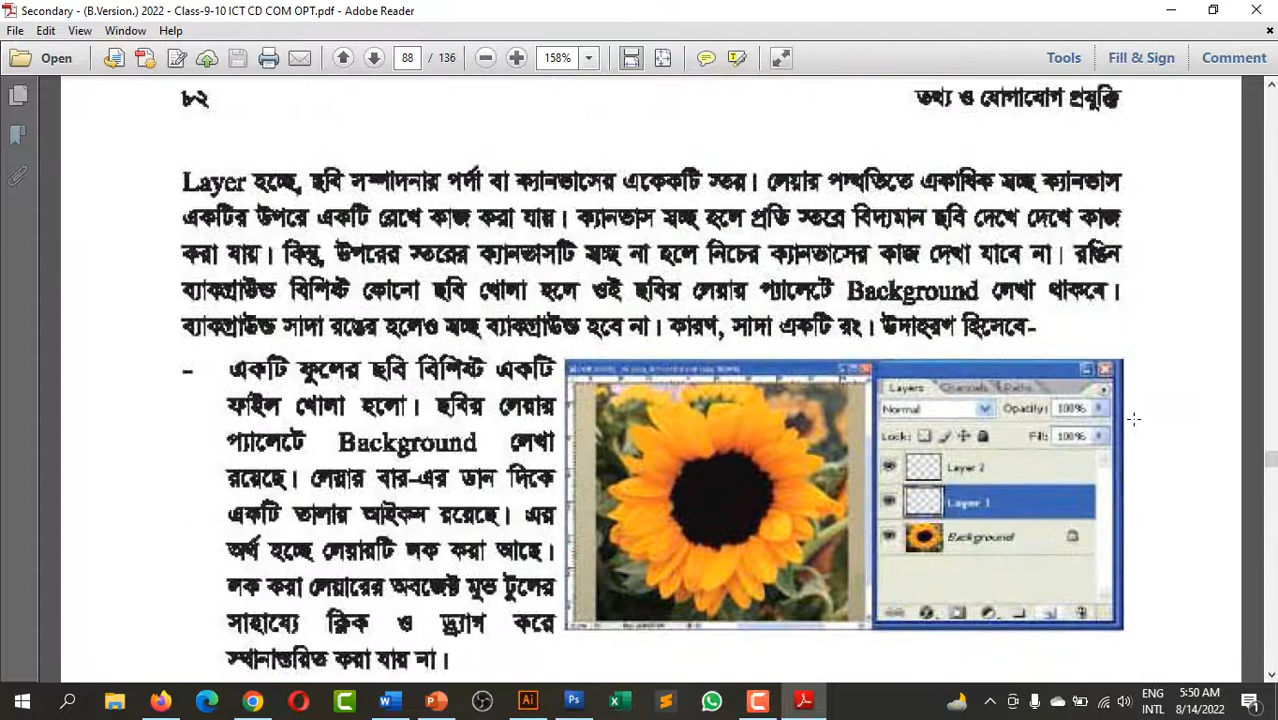 Secondary - (B.Version.) 2022 - Class-9-10 ICT CD COM OPT.pdf - Adobe Reader
File Edit View Window Help
Open 88 / 136 158% Tools Fill & Sign Comment
৮২ তথ্য ও যোগাযোগ প্রযুক্তি
Layer হচ্ছে, ছবি সম্পাদনার পর্দা বা ক্যানভাসের একেকটি স্তর। লেয়ার পদ্ধতিতে একাধিক স্বচ্ছ ক্যানভাস
একটির উপরে একটি রেখে কাজ করা যায়। ক্যানভাস স্বচ্ছ হলে প্রতি স্তরে বিদ্যমান ছবি দেখে দেখে কাজ
করা যায়। কিন্তু, উপরের স্তরের ক্যানভাসটি স্বচ্ছ না হলে নিচের ক্যানভাসের কাজ দেখা যাবে না। রঙিন
ব্যাকগ্রাউন্ড বিশিষ্ট কোনো ছবি খোলা হলে ওই ছবির লেয়ার প্যালেটে Background লেখা থাকবে।
ব্যাকগ্রাউন্ড সাদা রঙের হলেও স্বচ্ছ ব্যাকগ্রাউন্ড হবে না। কারণ, সাদা একটি রং। উদাহরণ হিসেবে-
- একটি ফুলের ছবি বিশিষ্ট একটি
ফাইল খোলা হলো। ছবির লেয়ার
প্যালেটে Background লেখা
রয়েছে। লেয়ার বার-এর ডান দিকে
একটি তালার আইকন রয়েছে। এর
অর্থ হচ্ছে লেয়ারটি লক করা আছে।
লক করা লেয়ারের অবজেক্ট মুভ টুলের
সাহায্যে ক্লিক ও ড্র্যাগ করে
স্থানান্তরিত করা যায় না।
Layers Channels Paths
Normal Opacity: 100%
Lock: Fill: 100%
Layer 2
Layer 1
Background
ENG 5:50 AM
INTL 8/14/2022